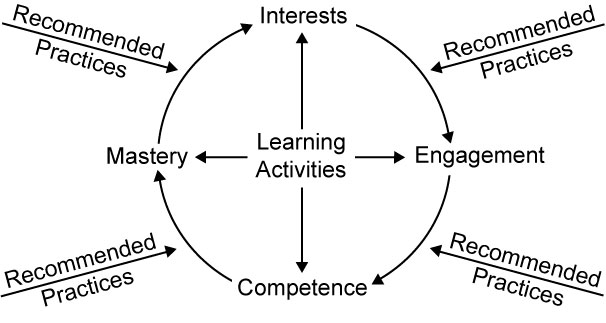 Interests
Recommended
Practices
Recommended
Practices
Mastery
Learning
Activities
Engagement
Recommended
Practices
Recommended
Practices
Competence